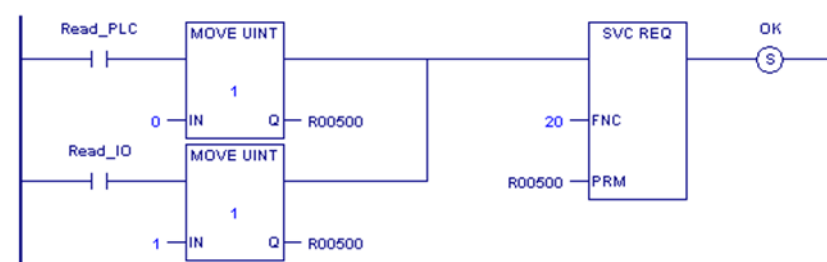 Read_PLC
MOVE UINT
SVC REQ
OK
S
1
0 IN Q R00500
20 FNC
Read_IO
MOVE UINT
R00500 PRM
1
1 IN Q R00500